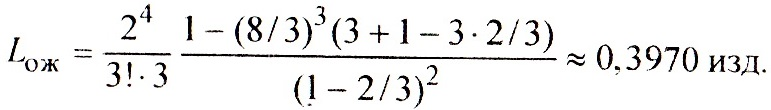 L_ож = 2^4/(3!·3) (1−(8/3)^3(3+1−3·2/3))/((1−2/3)^2) ≈ 0,3970 изд.